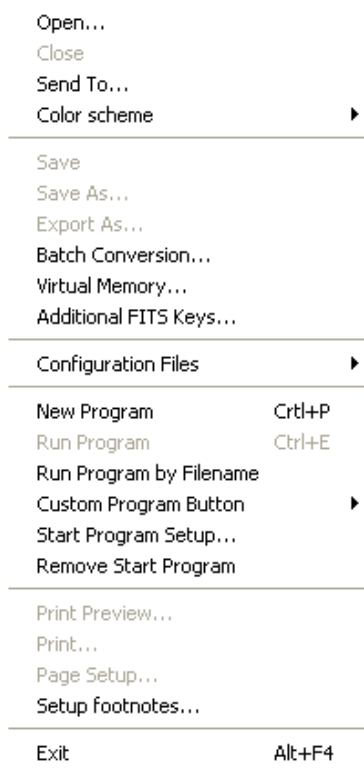 Open...
Close
Send To...
Color scheme
Save
Save As...
Export As...
Batch Conversion...
Virtual Memory...
Additional FITS Keys...
Configuration Files
New Program Crtl+P
Run Program Ctrl+E
Run Program by Filename
Custom Program Button
Start Program Setup...
Remove Start Program
Print Preview...
Print...
Page Setup...
Setup footnotes...
Exit Alt+F4